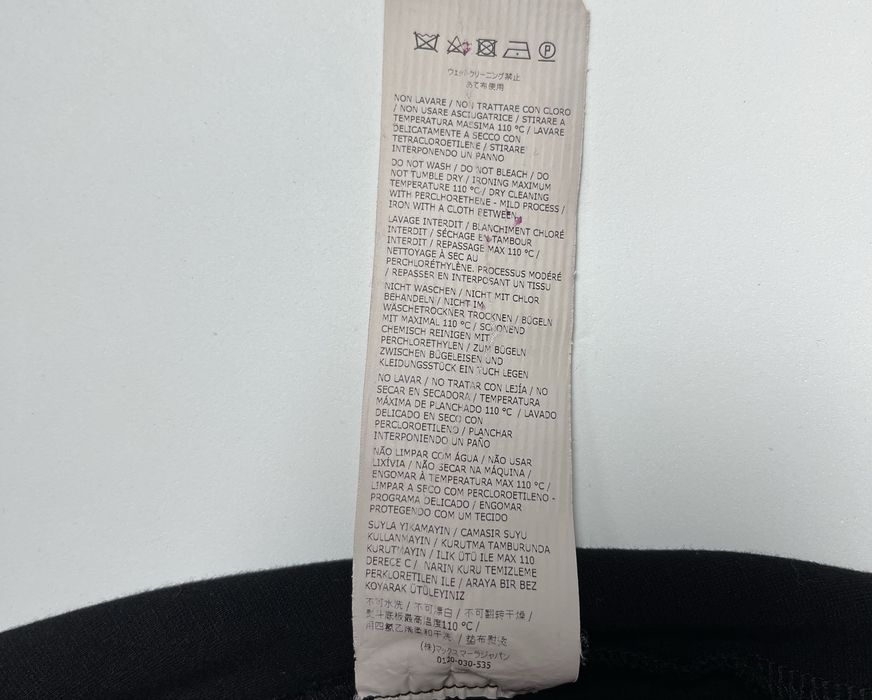 P
ウェットクリーニング禁止
あて布使用
NON LAVARE / NON TRATTARE CON CLORO
/ NON USARE ASCIUGATRICE / STIRARE A
TEMPERATURA MASSIMA 110 °C / LAVARE
DELICATAMENTE A SECCO CON
TETRACLOROETILENE / STIRARE
INTERPONENDO UN PANNO
DO NOT WASH / DO NOT BLEACH / DO
NOT TUMBLE DRY / IRONING MAXIMUM
TEMPERATURE 110 °C / DRY CLEANING
WITH PERCLHORETHENE - MILD PROCESS /
IRON WITH A CLOTH BETWEEN
LAVAGE INTERDIT / BLANCHIMENT CHLORÉ
INTERDIT / SÉCHAGE EN TAMBOUR
INTERDIT / REPASSAGE MAX 110 °C /
NETTOYAGE À SEC AU
PERCHLORÉTHYLÈNE. PROCESSUS MODÉRÉ
/ REPASSER EN INTERPOSANT UN TISSU
NICHT WASCHEN / NICHT MIT CHLOR
BEHANDELN / NICHT IM
WÄSCHETROCKNER TROCKNEN / BÜGELN
MIT MAXIMAL 110 °C / SCHONEND
CHEMISCH REINIGEN MIT
PERCHLORETHYLEN / ZUM BÜGELN
ZWISCHEN BÜGELEISEN UND
KLEIDUNGSSTÜCK EIN TUCH LEGEN
NO LAVAR / NO TRATAR CON LEJÍA / NO
SECAR EN SECADORA / TEMPERATURA
MÁXIMA DE PLANCHADO 110 °C / LAVADO
DELICADO EN SECO CON
PERCLOROETILENO / PLANCHAR
INTERPONIENDO UN PAÑO
NÃO LIMPAR COM ÁGUA / NÃO USAR
LIXÍVIA / NÃO SECAR NA MÁQUINA /
ENGOMAR À TEMPERATURA MAX 110 °C /
LIMPAR A SECO COM PERCLOROETILENO -
PROGRAMA DELICADO / ENGOMAR
PROTEGENDO COM UM TECIDO
SUYLA YIKAMAYIN / CAMASIR SUYU
KULLANMAYIN / KURUTMA TAMBURUNDA
KURUTMAYIN / ILIK ÜTÜ ILE MAX 110
DERECE C / NARIN KURU TEMIZLEME
PERKLORETILEN ILE / ARAYA BIR BEZ
KOYARAK ÜTÜLEYINIZ
不可水洗 / 不可漂白 / 不可翻转干燥 /
熨斗底板最高温度110 °C /
用四氯乙烯柔和干洗 / 垫布熨烫
(株)マックスマーラジャパン
0120-030-535